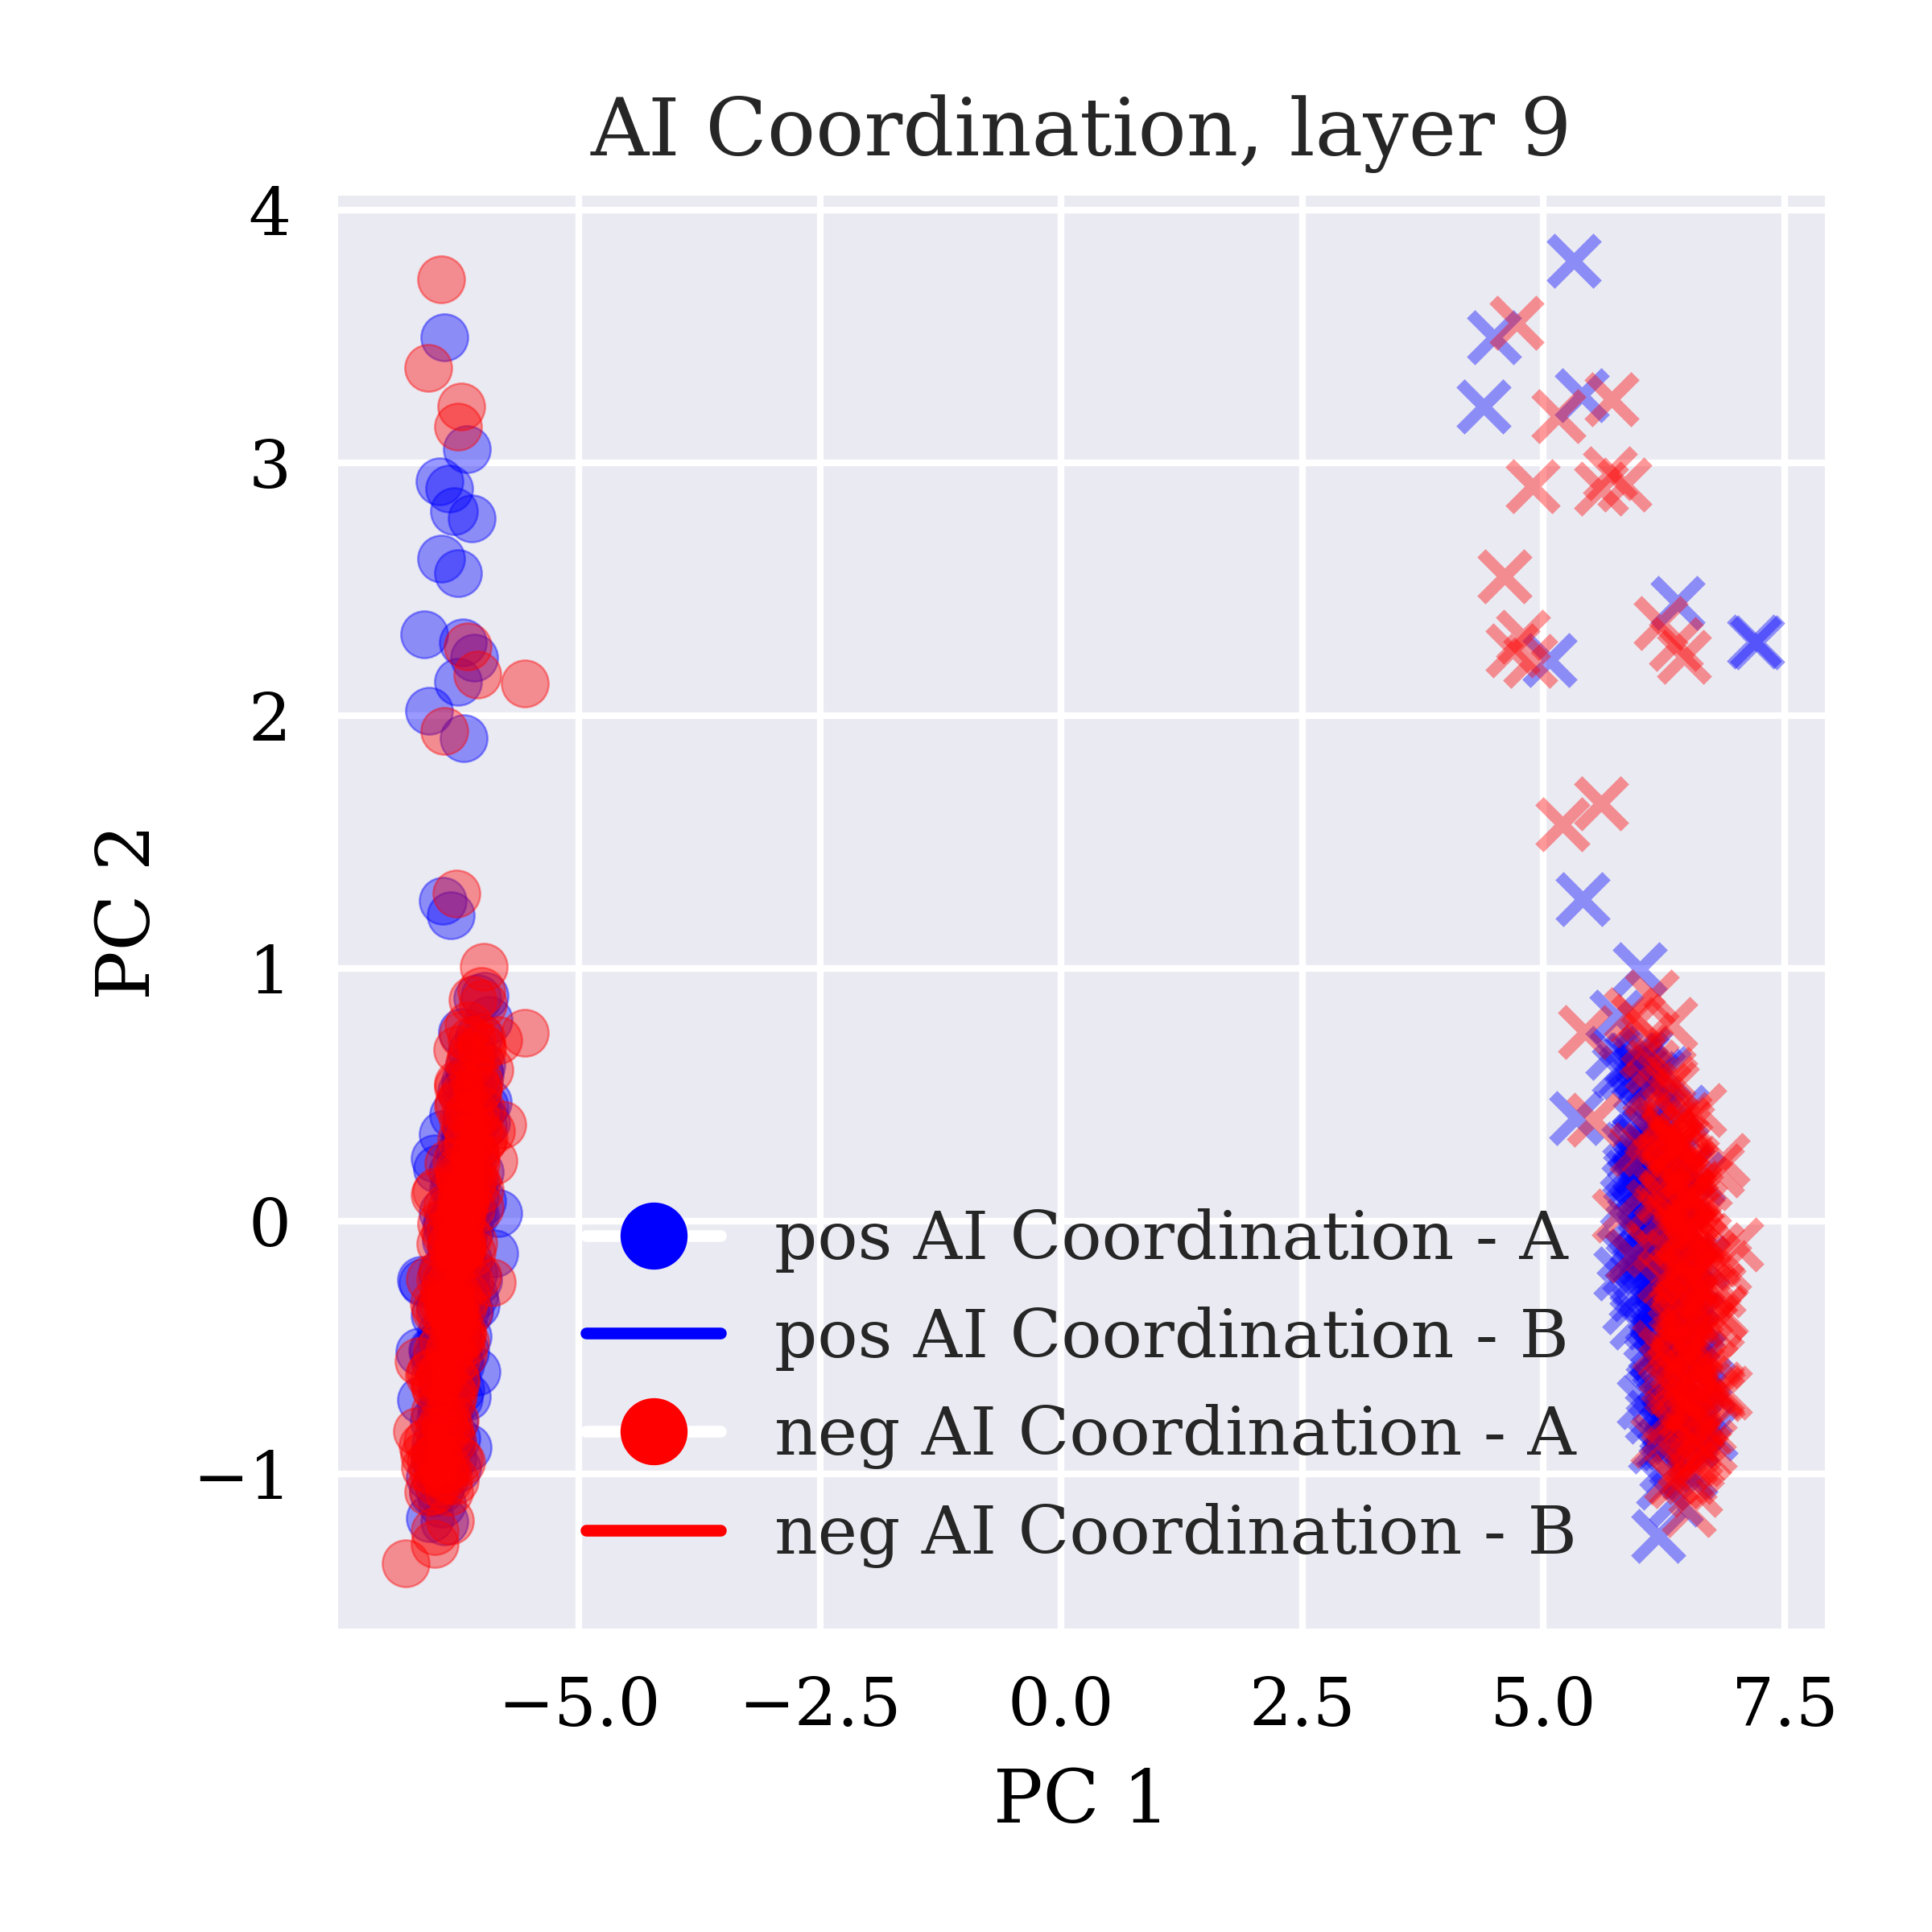 AI Coordination, layer 9
4
3
2
1
0
−1
PC 2
pos AI Coordination - A
pos AI Coordination - B
neg AI Coordination - A
neg AI Coordination - B
−5.0 −2.5 0.0 2.5 5.0 7.5
PC 1